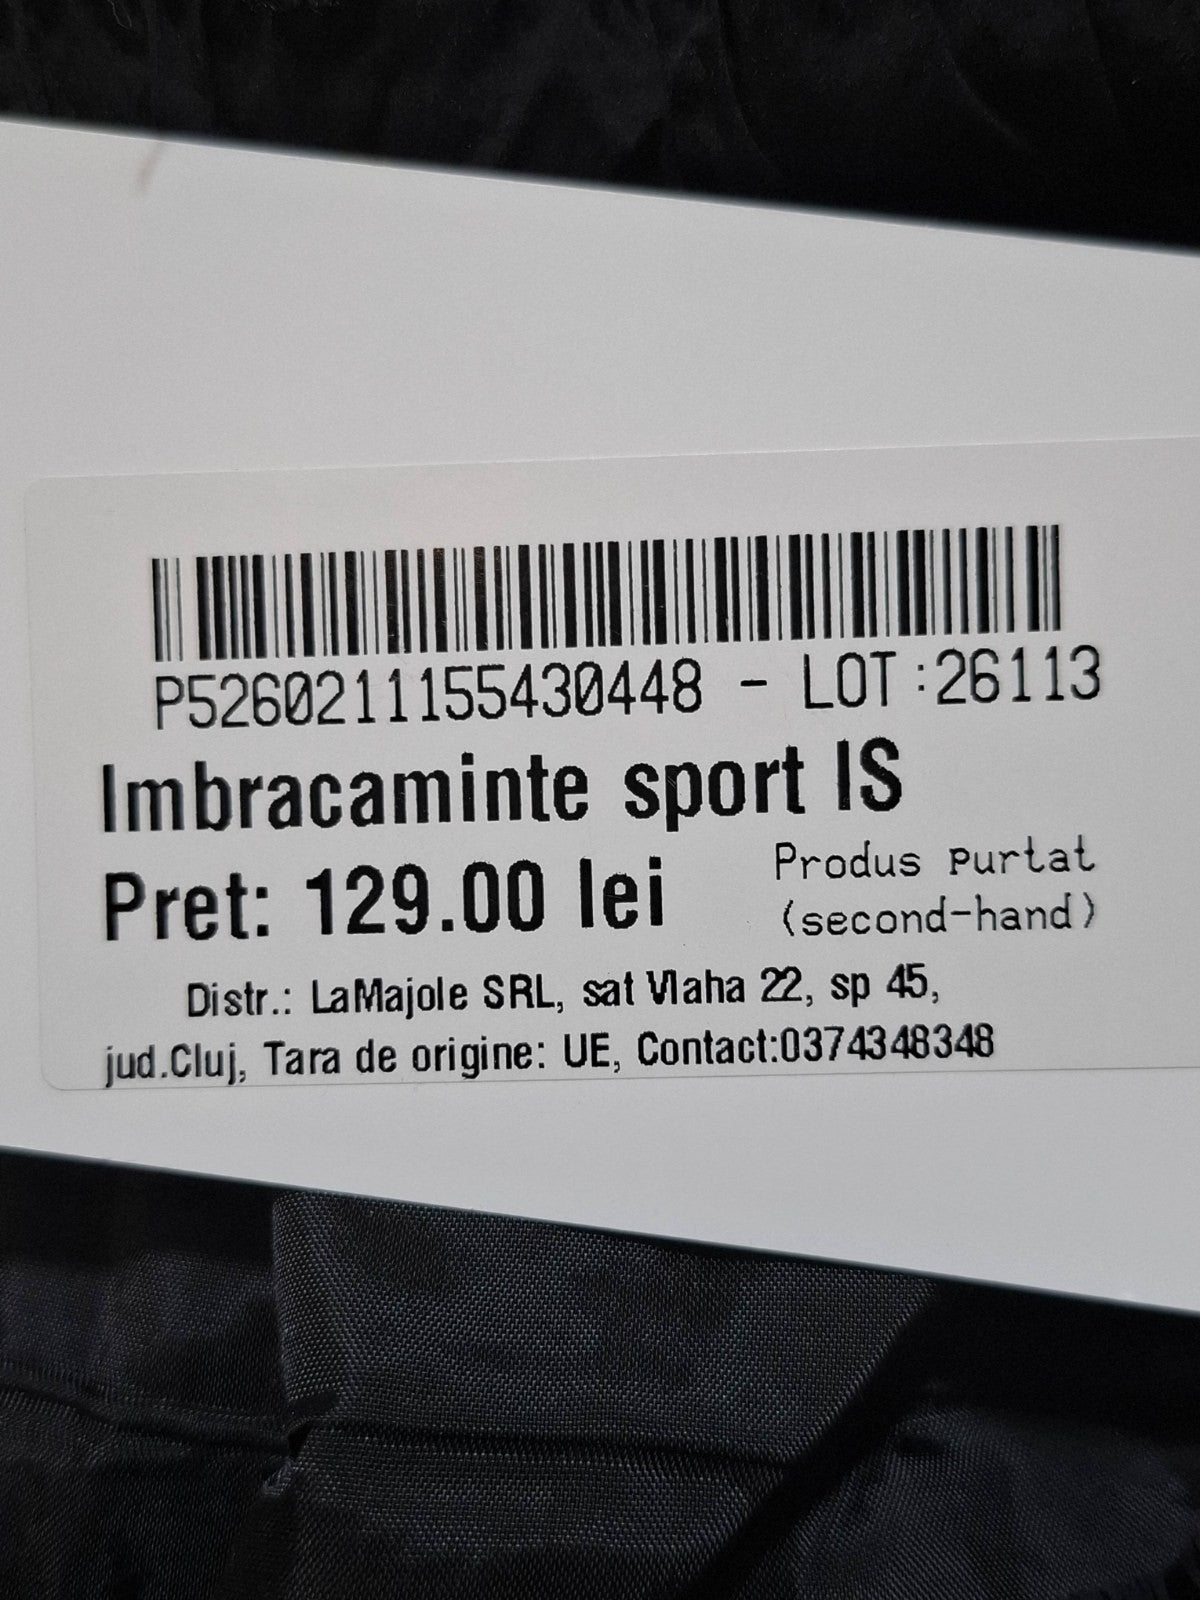 P5260211155430448 - LOT:26113
Imbracaminte sport IS
Pret: 129.00 lei
Produs purtat
(second-hand)
Distr.: LaMajole SRL, sat Vlaha 22, sp 45,
jud.Cluj, Tara de origine: UE, Contact:0374348348